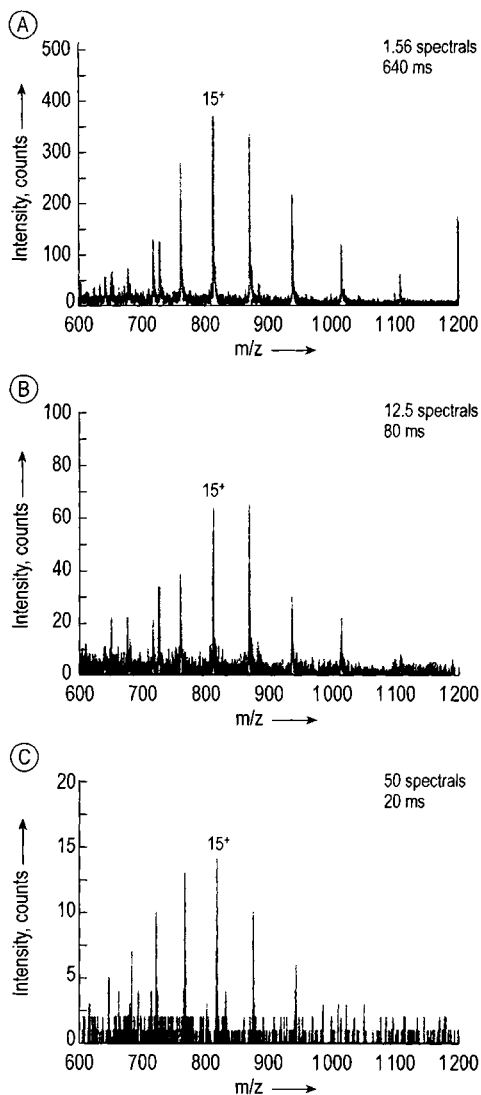 A
1.56 spectrals
640 ms
500
400
300
200
100
0
Intensity, counts
15+
600 700 800 900 1000 1100 1200
m/z
B
12.5 spectrals
80 ms
100
80
60
40
20
0
Intensity, counts
15+
600 700 800 900 1000 1100 1200
m/z
C
50 spectrals
20 ms
20
15
10
5
0
Intensity, counts
15+
600 700 800 900 1000 1100 1200
m/z